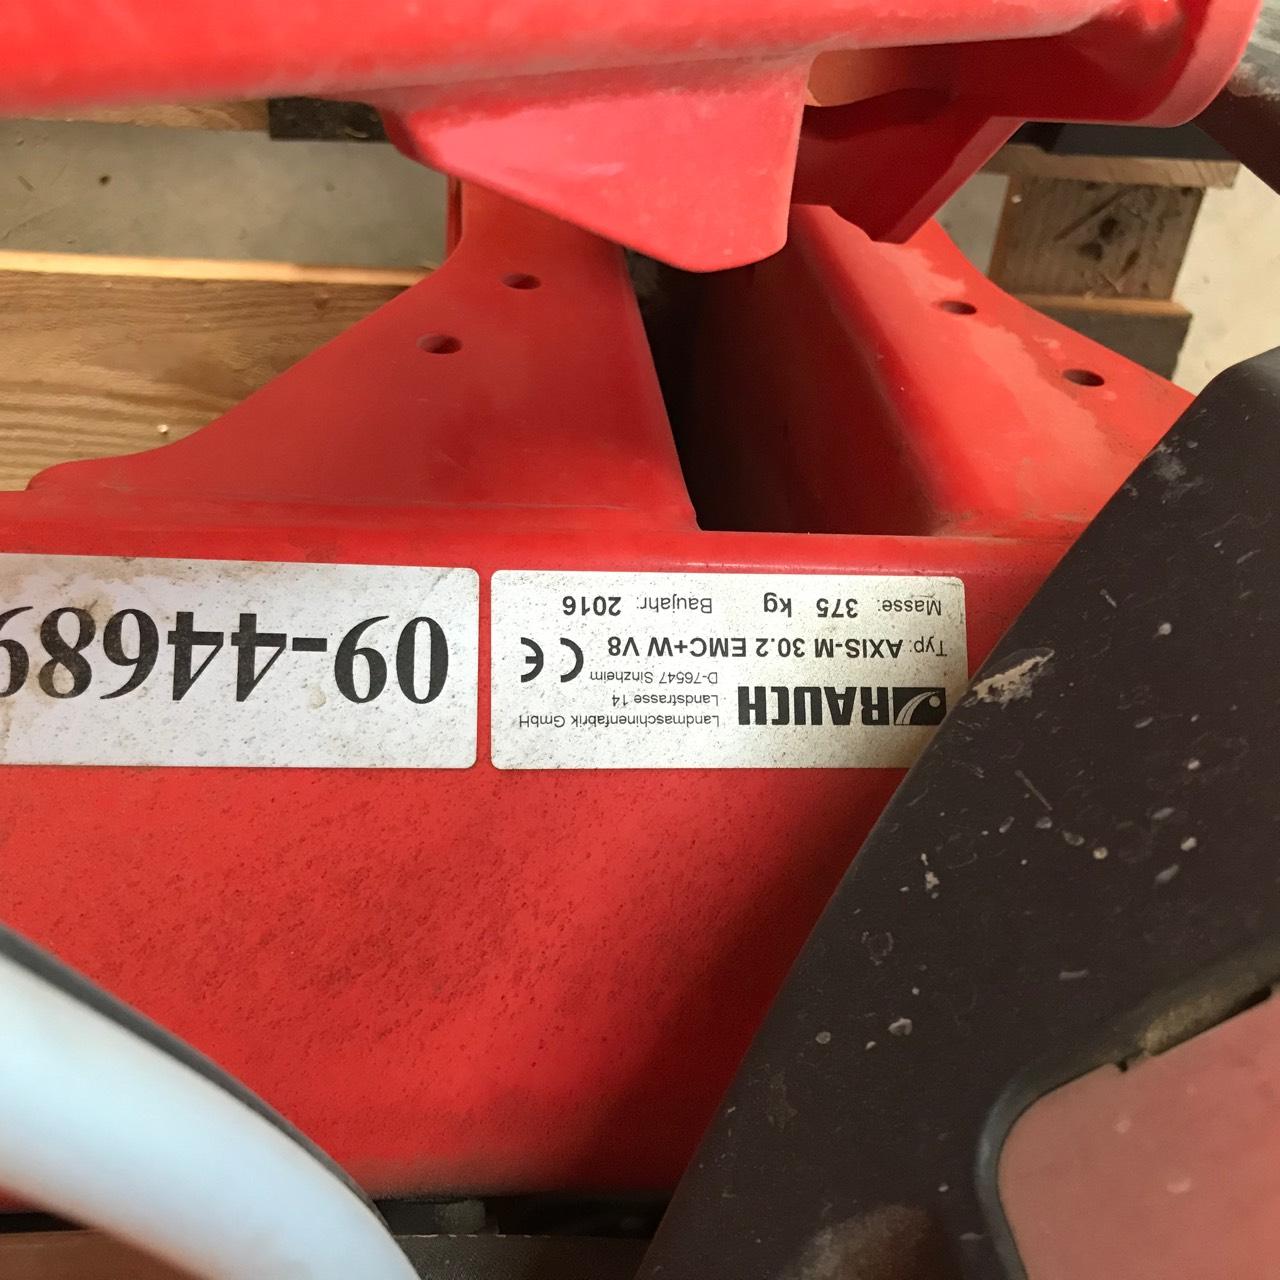 RAUCH
Landmaschinenfabrik GmbH
Landstrasse 14
D-76547 Sinzheim
CE
Typ: AXIS-M 30.2 EMC+W V8
Masse: 375 kg Baujahr: 2016
09-44689